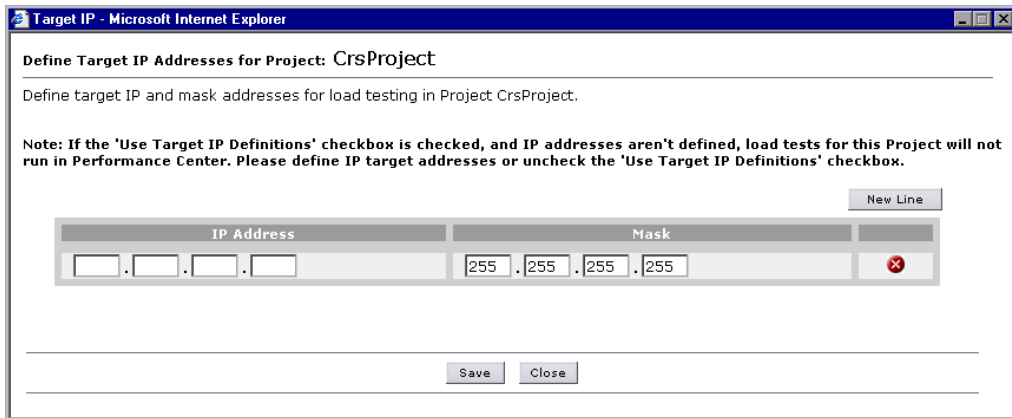 Target IP - Microsoft Internet Explorer
Define Target IP Addresses for Project: CrsProject
Define target IP and mask addresses for load testing in Project CrsProject.
Note: If the 'Use Target IP Definitions' checkbox is checked, and IP addresses aren't defined, load tests for this Project will not
run in Performance Center. Please define IP target addresses or uncheck the 'Use Target IP Definitions' checkbox.
New Line
IP Address Mask
. . . 255 . 255 . 255 . 255
Save Close